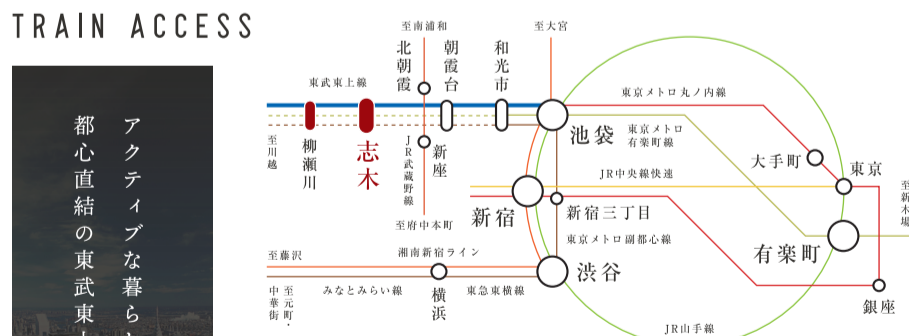 TRAIN ACCESS
アクティブな暮ら
都心直結の東武東
至南浦和
至大宮
北朝霞
朝霞台
和光市
東武東上線
東京メトロ丸ノ内線
至川越
柳瀬川
志木
JR武蔵野線
新座
池袋
東京メトロ
有楽町線
大手町
東京
JR中央線快速
至新木場
新宿
新宿三丁目
至府中本町
東京メトロ副都心線
有楽町
至藤沢
湘南新宿ライン
渋谷
至元町・
中華街
みなとみらい線
横浜
東急東横線
銀座
JR山手線